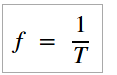 f = 1/T